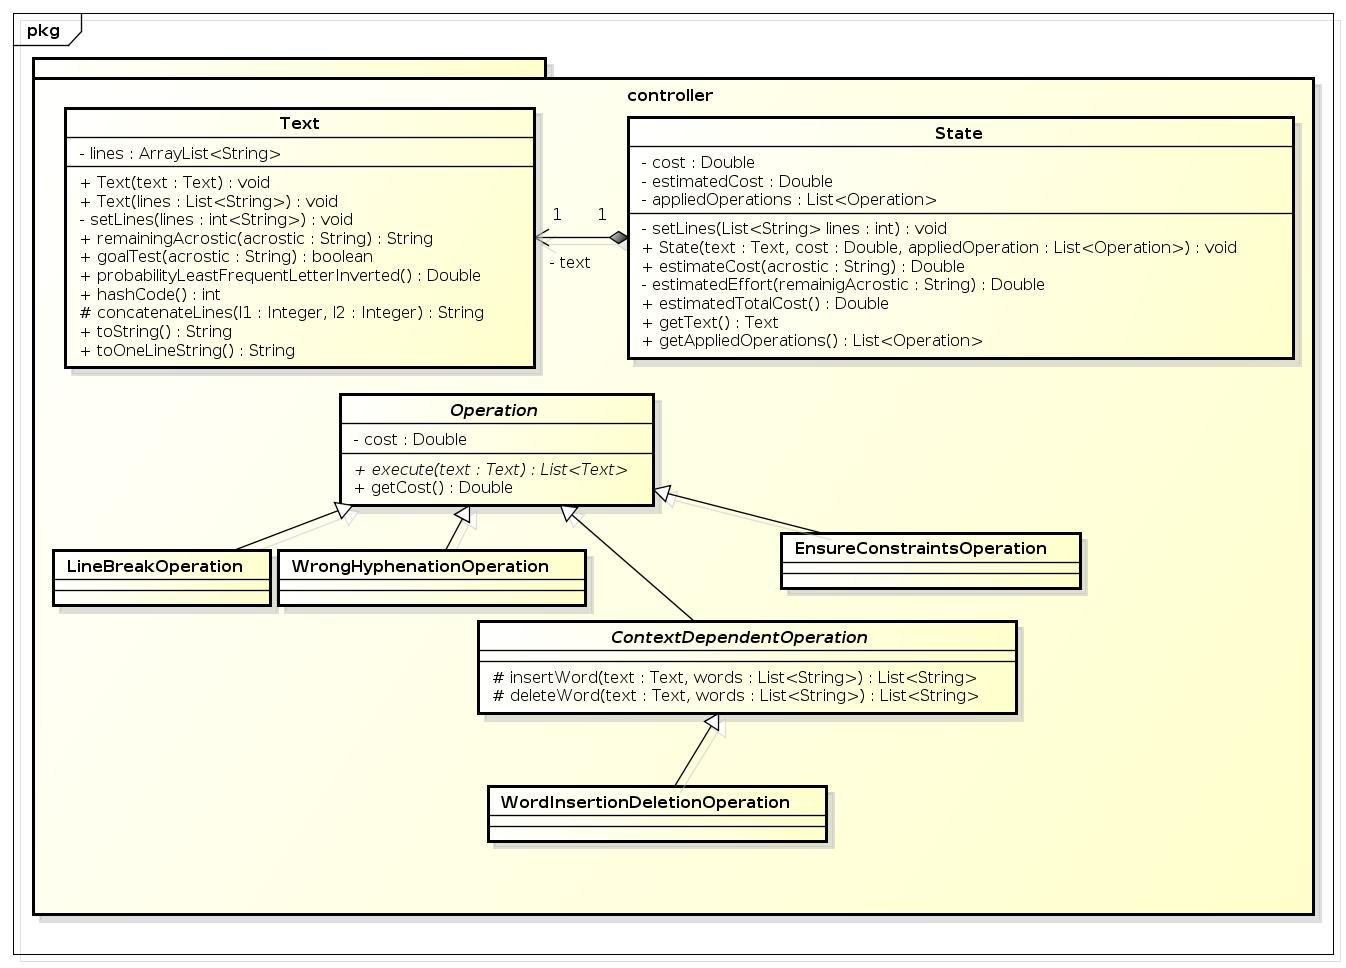 pkg
controller
Text
- lines : ArrayList<String>
+ Text(text : Text) : void
+ Text(lines : List<String>) : void
- setLines(lines : int<String>) : void
+ remainingAcrostic(acrostic : String) : String
+ goalTest(acrostic : String) : boolean
+ probabilityLeastFrequentLetterInverted() : Double
+ hashCode() : int
# concatenateLines(l1 : Integer, l2 : Integer) : String
+ toString() : String
+ toOneLineString() : String
1
1
- text
State
- cost : Double
- estimatedCost : Double
- appliedOperations : List<Operation>
- setLines(List<String> lines : int) : void
+ State(text : Text, cost : Double, appliedOperation : List<Operation>) : void
+ estimateCost(acrostic : String) : Double
- estimatedEffort(remainigAcrostic : String) : Double
+ estimatedTotalCost() : Double
+ getText() : Text
+ getAppliedOperations() : List<Operation>
Operation
- cost : Double
+ execute(text : Text) : List<Text>
+ getCost() : Double
LineBreakOperation
WrongHyphenationOperation
EnsureConstraintsOperation
ContextDependentOperation
# insertWord(text : Text, words : List<String>) : List<String>
# deleteWord(text : Text, words : List<String>) : List<String>
WordInsertionDeletionOperation